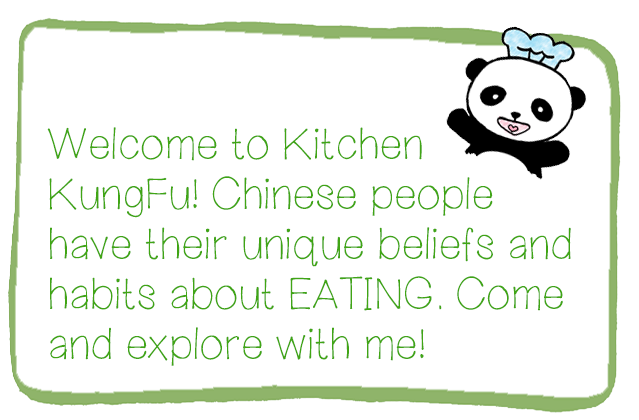 Welcome to Kitchen
KungFu! Chinese people
have their unique beliefs and
habits about EATING. Come
and explore with me!